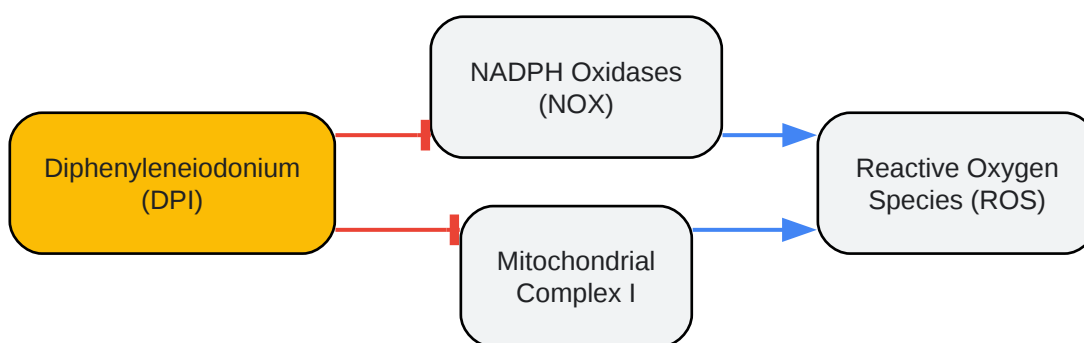 Diphenyleneiodonium
(DPI)
NADPH Oxidases
(NOX)
Mitochondrial
Complex I
Reactive Oxygen
Species (ROS)